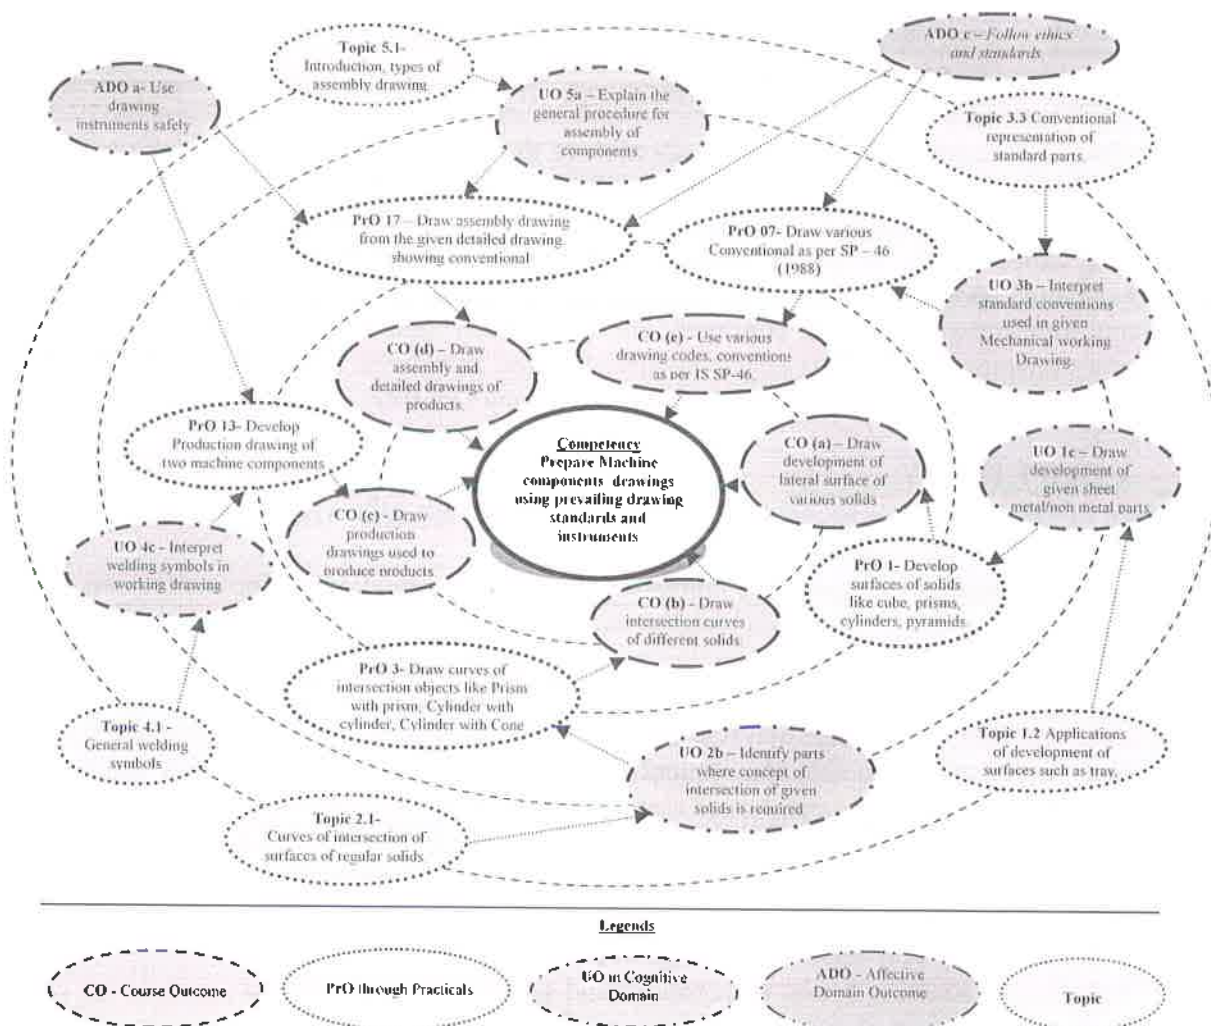 Topic 5.1-
Introduction, types of
assembly drawing.
ADO c – Follow ethics
and standards
ADO a- Use
drawing
instruments safely
UO 5a – Explain the
general procedure for
assembly of
components.
Topic 3.3 Conventional
representation of
standard parts.
PrO 17 – Draw assembly drawing
from the given detailed drawing
showing conventional
PrO 07- Draw various
Conventional as per SP – 46
(1988)
UO 3b – Interpret
standard conventions
used in given
Mechanical working
Drawing.
CO (d) – Draw
assembly and
detailed drawings of
products.
CO (e) - Use various
drawing codes, conventions
as per IS SP-46.
PrO 13- Develop
Production drawing of
two machine components
Competency
Prepare Machine
components drawings
using prevailing drawing
standards and
instruments
CO (a) – Draw
development of
lateral surface of
various solids
UO 1c – Draw
development of
given sheet
metal/non metal parts
CO (c) – Draw
production
drawings used to
produce products
UO 4c - Interpret
welding symbols in
working drawing
PrO 1- Develop
surfaces of solids
like cube, prisms,
cylinders, pyramids.
CO (b) - Draw
intersection curves
of different solids.
PrO 3- Draw curves of
intersection objects like Prism
with prism, Cylinder with
cylinder, Cylinder with Cone
Topic 4.1 -
General welding
symbols
UO 2b – Identify parts
where concept of
intersection of given
solids is required
Topic 1.2 Applications
of development of
surfaces such as tray.
Topic 2.1-
Curves of intersection of
surfaces of regular solids
Legends
CO - Course Outcome
PrO through Practicals
UO in Cognitive
Domain
ADO - Affective
Domain Outcome
Topic